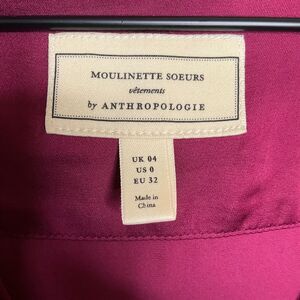 MOULINETTE SOEURS
vêtements
by ANTHROPOLOGIE
UK 04
US 0
EU 32
Made in
China